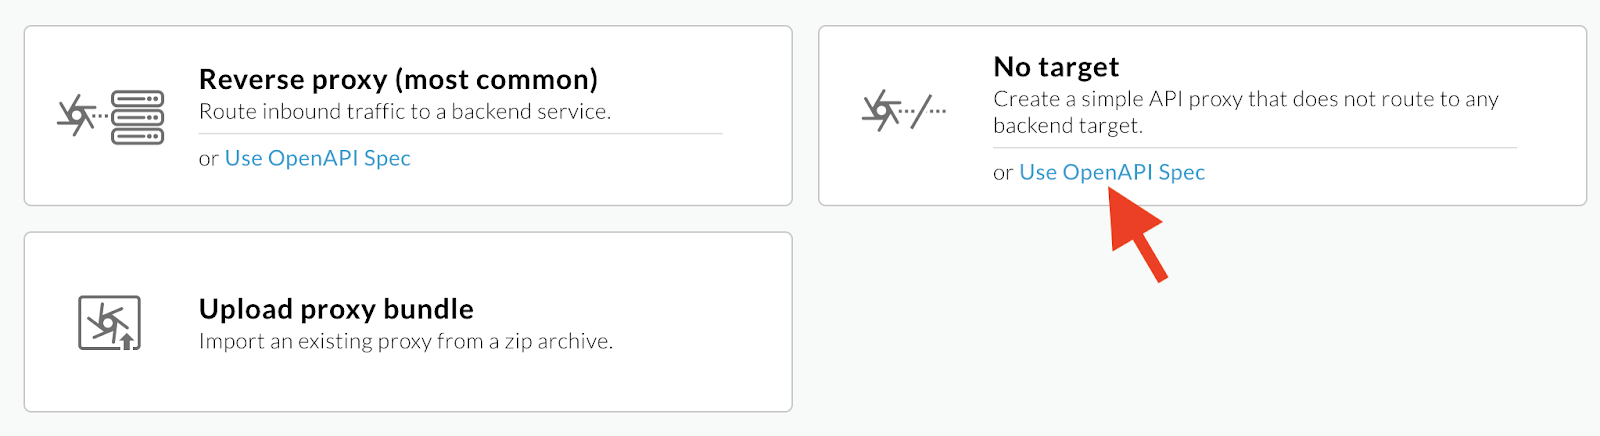 Reverse proxy (most common)
Route inbound traffic to a backend service.
or Use OpenAPI Spec
No target
Create a simple API proxy that does not route to any
backend target.
or Use OpenAPI Spec
Upload proxy bundle
Import an existing proxy from a zip archive.